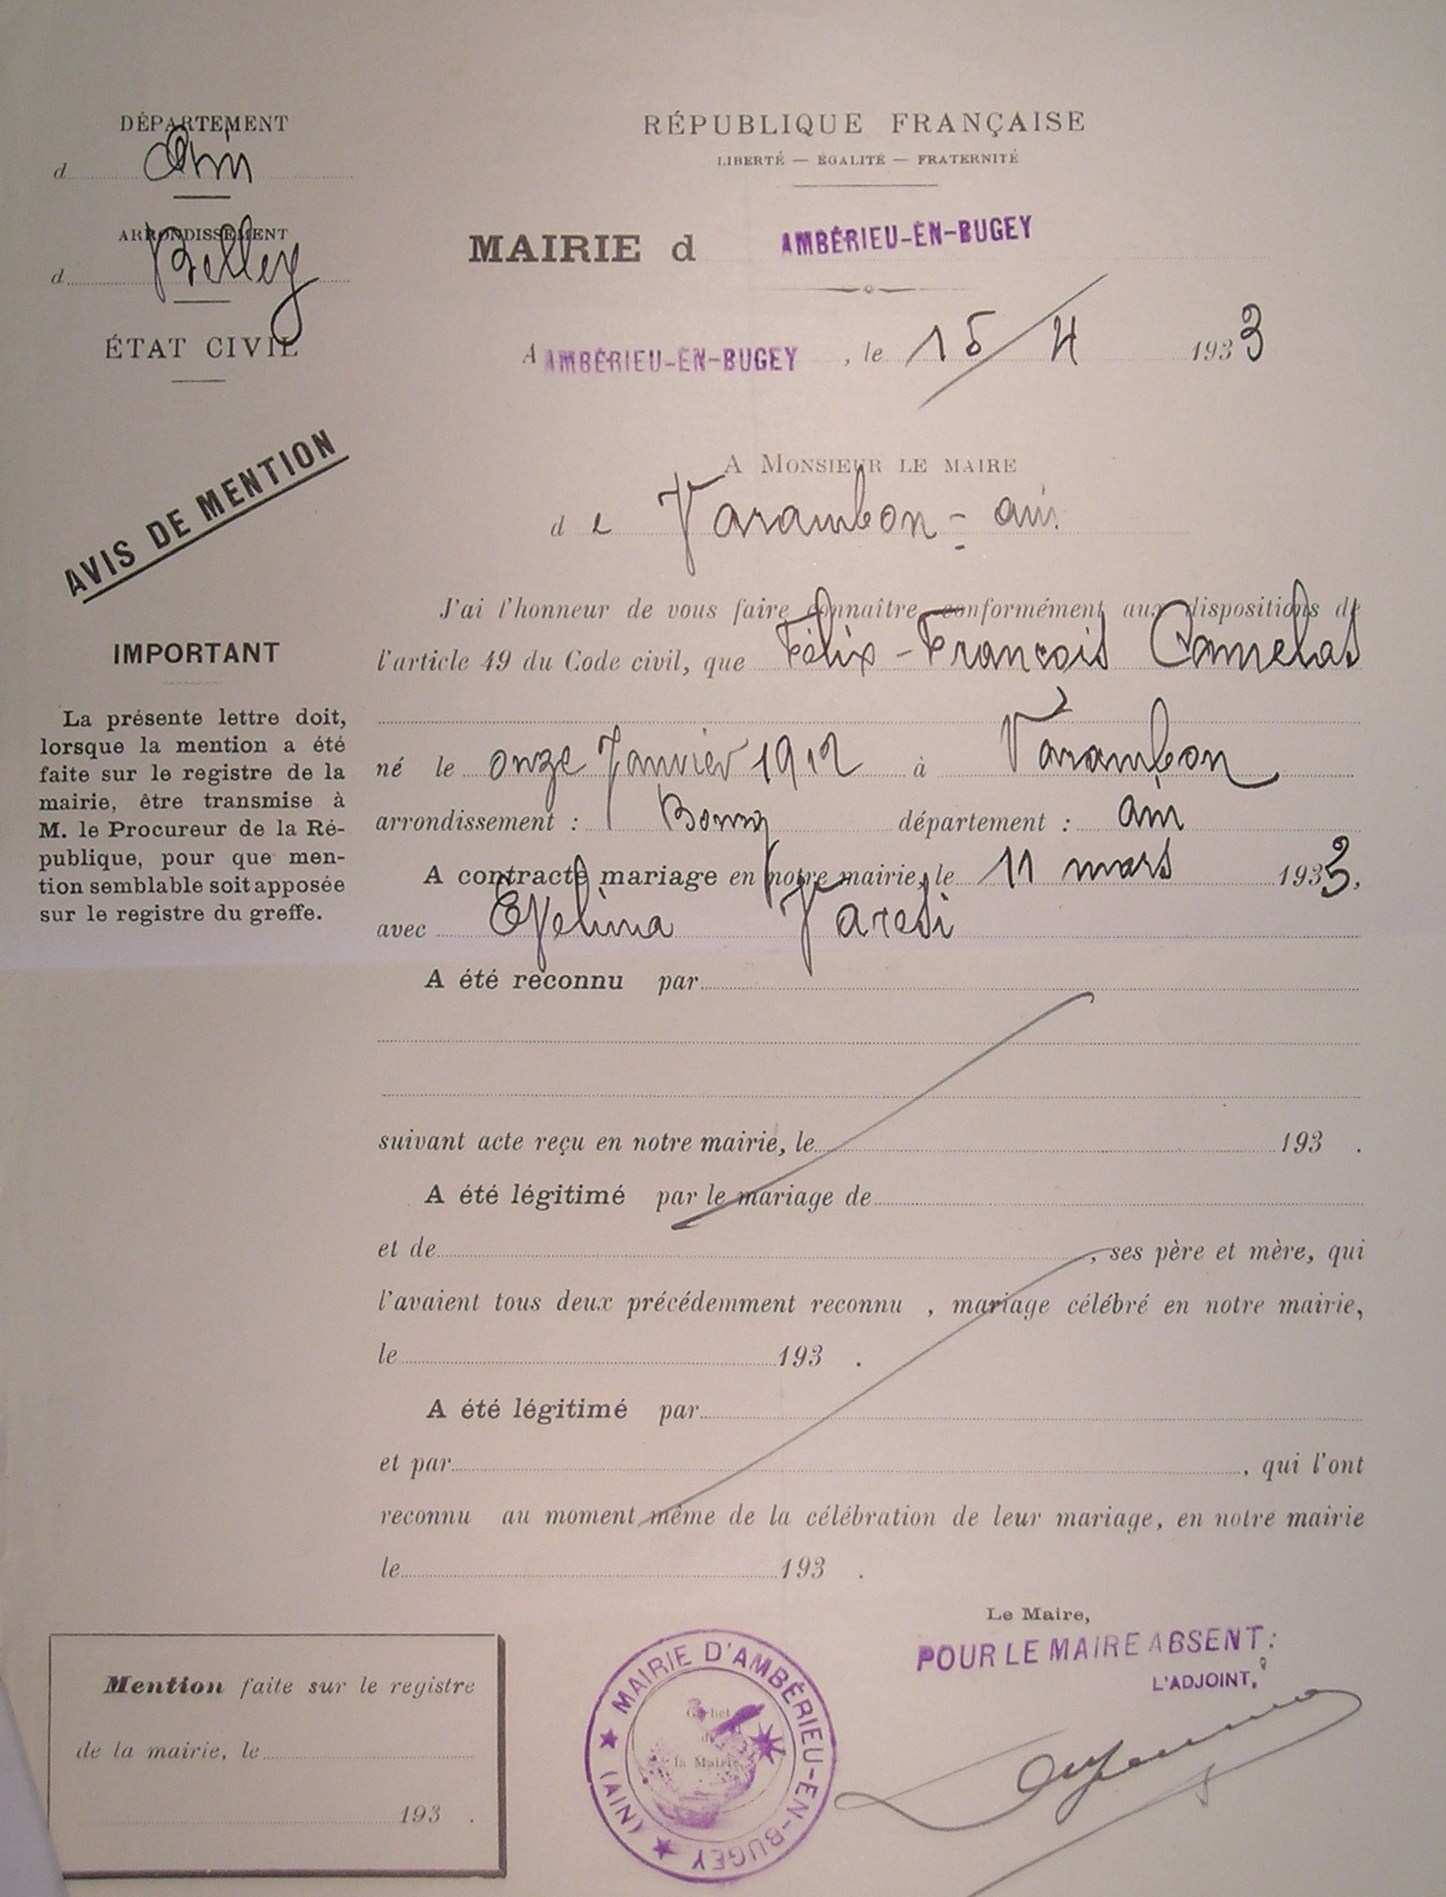 DÉPARTEMENT
d Ain
ARRONDISSEMENT
d Belley
ÉTAT CIVIL
AVIS DE MENTION
IMPORTANT
La présente lettre doit,
lorsque la mention a été
faite sur le registre de la
mairie, être transmise à
M. le Procureur de la Ré-
publique, pour que men-
tion semblable soit apposée
sur le registre du greffe.
RÉPUBLIQUE FRANÇAISE
LIBERTÉ — ÉGALITÉ — FRATERNITÉ
MAIRIE d AMBÉRIEU-EN-BUGEY
A AMBÉRIEU-EN-BUGEY, le 15/4 1933
A MONSIEUR LE MAIRE
d e Varambon - ain.
J'ai l'honneur de vous faire connaître conformément aux dispositions de
l'article 49 du Code civil, que Félix-François Camelas
né le onze Janvier 1912 à Varambon
arrondissement : Bourg département : ain
A contracté mariage en notre mairie, le 11 mars 1933,
avec Evelina Varesi
A été reconnu par
suivant acte reçu en notre mairie, le 193 .
A été légitimé par le mariage de
et de , ses père et mère, qui
l'avaient tous deux précédemment reconnu , mariage célébré en notre mairie,
le 193 .
A été légitimé par
et par , qui l'ont
reconnu au moment même de la célébration de leur mariage, en notre mairie
le 193 .
Le Maire,
POUR LE MAIRE ABSENT :
L'ADJOINT,
Mention faite sur le registre
de la mairie, le
193 .
MAIRIE D'AMBÉRIEU-EN-BUGEY
(AIN)
Cachet
de
la Mairie